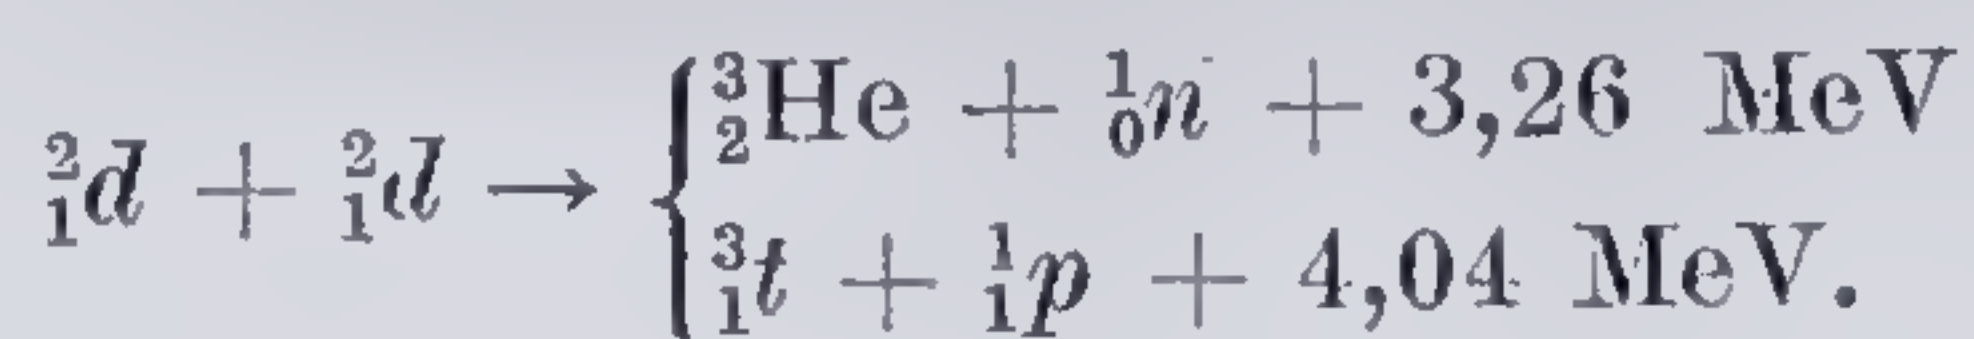 ²₁d + ²₁d → { ³₂He + ¹₀n + 3,26 MeV
³₁t + ¹₁p + 4,04 MeV.